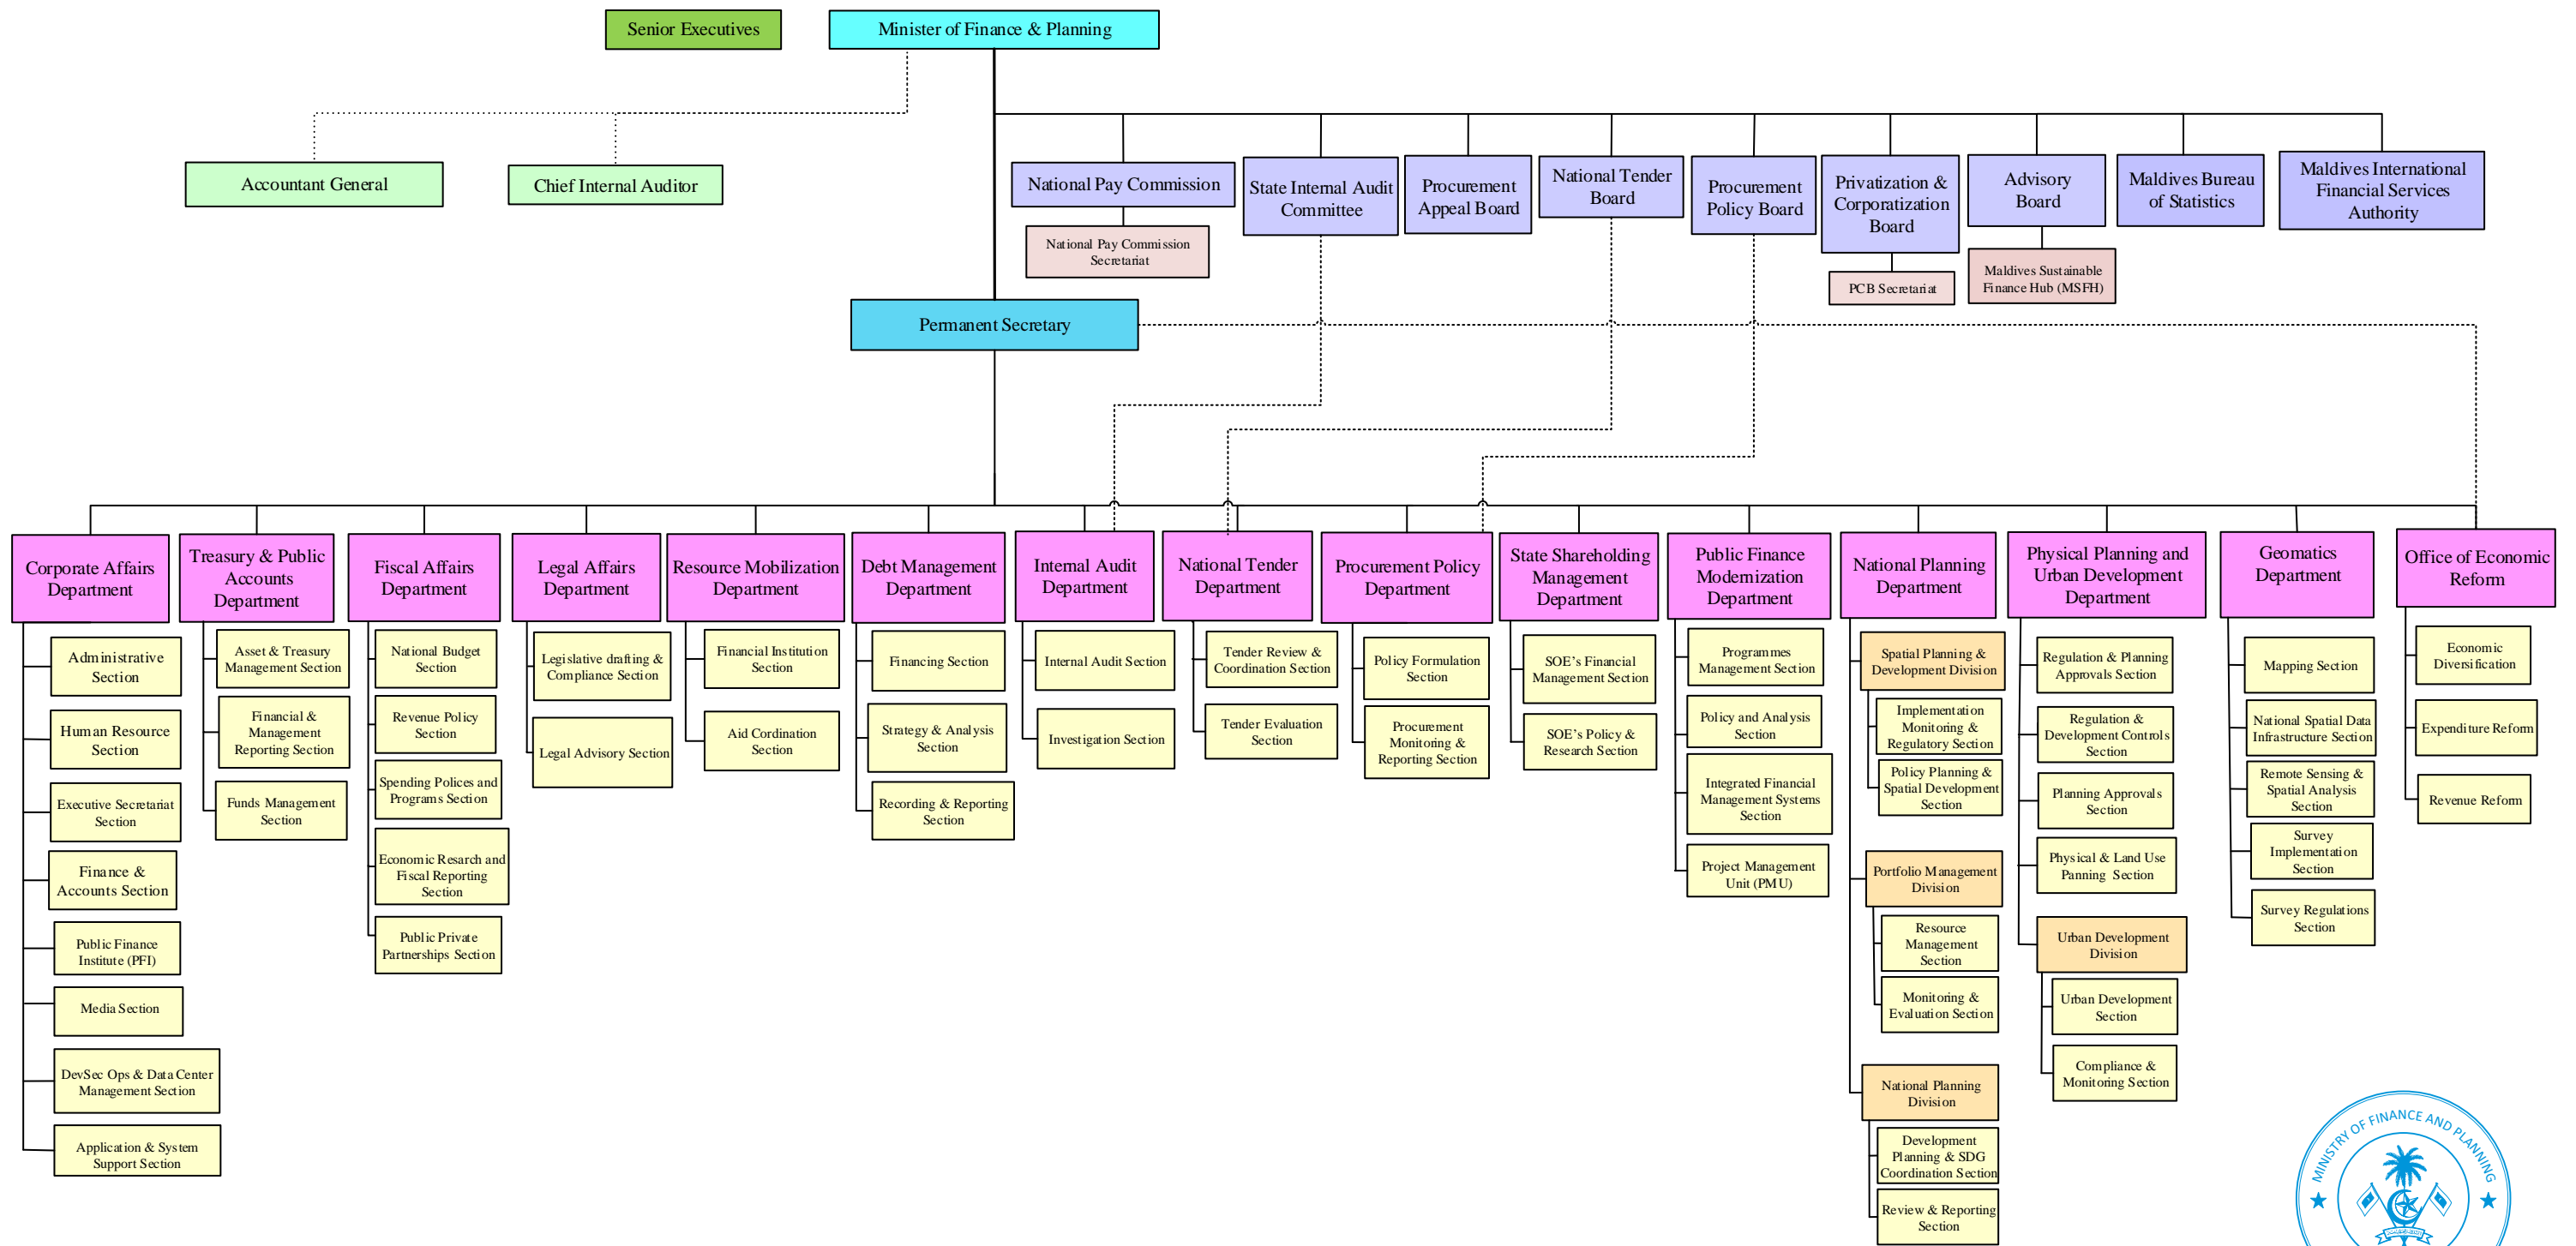 Senior Executives
Minister of Finance & Planning
Accountant General
Chief Internal Auditor
National Pay Commission
National Pay Commission
Secretariat
State Internal Audit
Committee
Procurement
Appeal Board
National Tender
Board
Procurement
Policy Board
Privatization &
Corporatization
Board
PCB Secretariat
Advisory
Board
Maldives Sustainable
Finance Hub (MSFH)
Maldives Bureau
of Statistics
Maldives International
Financial Services
Authority
Permanent Secretary
Corporate Affairs
Department
Administrative
Section
Human Resource
Section
Executive Secretariat
Section
Finance &
Accounts Section
Public Finance
Institute (PFI)
Media Section
DevSec Ops & Data Center
Management Section
Application & System
Support Section
Treasury & Public
Accounts
Department
Asset & Treasury
Management Section
Financial &
Management
Reporting Section
Funds Management
Section
Fiscal Affairs
Department
National Budget
Section
Revenue Policy
Section
Spending Polices and
Programs Section
Economic Resarch and
Fiscal Reporting
Section
Public Private
Partnerships Section
Legal Affairs
Department
Legislative drafting &
Compliance Section
Legal Advisory Section
Resource Mobilization
Department
Financial Institution
Section
Aid Cordination
Section
Debt Management
Department
Financing Section
Strategy & Analysis
Section
Recording & Reporting
Section
Internal Audit
Department
Internal Audit Section
Investigation Section
National Tender
Department
Tender Review &
Coordination Section
Tender Evaluation
Section
Procurement Policy
Department
Policy Formulation
Section
Procurement
Monitoring &
Reporting Section
State Shareholding
Management
Department
SOE's Financial
Management Section
SOE's Policy &
Research Section
Public Finance
Modernization
Department
Programmes
Management Section
Policy and Analysis
Section
Integrated Financial
Management Systems
Section
Project Management
Unit (PMU)
National Planning
Department
Spatial Planning &
Development Division
Implementation
Monitoring &
Regulatory Section
Policy Planning &
Spatial Development
Section
Portfolio Management
Division
Resource
Management
Section
Monitoring &
Evaluation Section
National Planning
Division
Development
Planning & SDG
Coordination Section
Review & Reporting
Section
Physical Planning and
Urban Development
Department
Regulation & Planning
Approvals Section
Regulation &
Development Controls
Section
Planning Approvals
Section
Physical & Land Use
Panning Section
Urban Development
Division
Urban Development
Section
Compliance &
Monitoring Section
Geomatics
Department
Mapping Section
National Spatial Data
Infrastructure Section
Remote Sensing &
Spatial Analysis
Section
Survey
Implementation
Section
Survey Regulations
Section
Office of Economic
Reform
Economic
Diversification
Expenditure Reform
Revenue Reform
MINISTRY OF FINANCE AND PLANNING